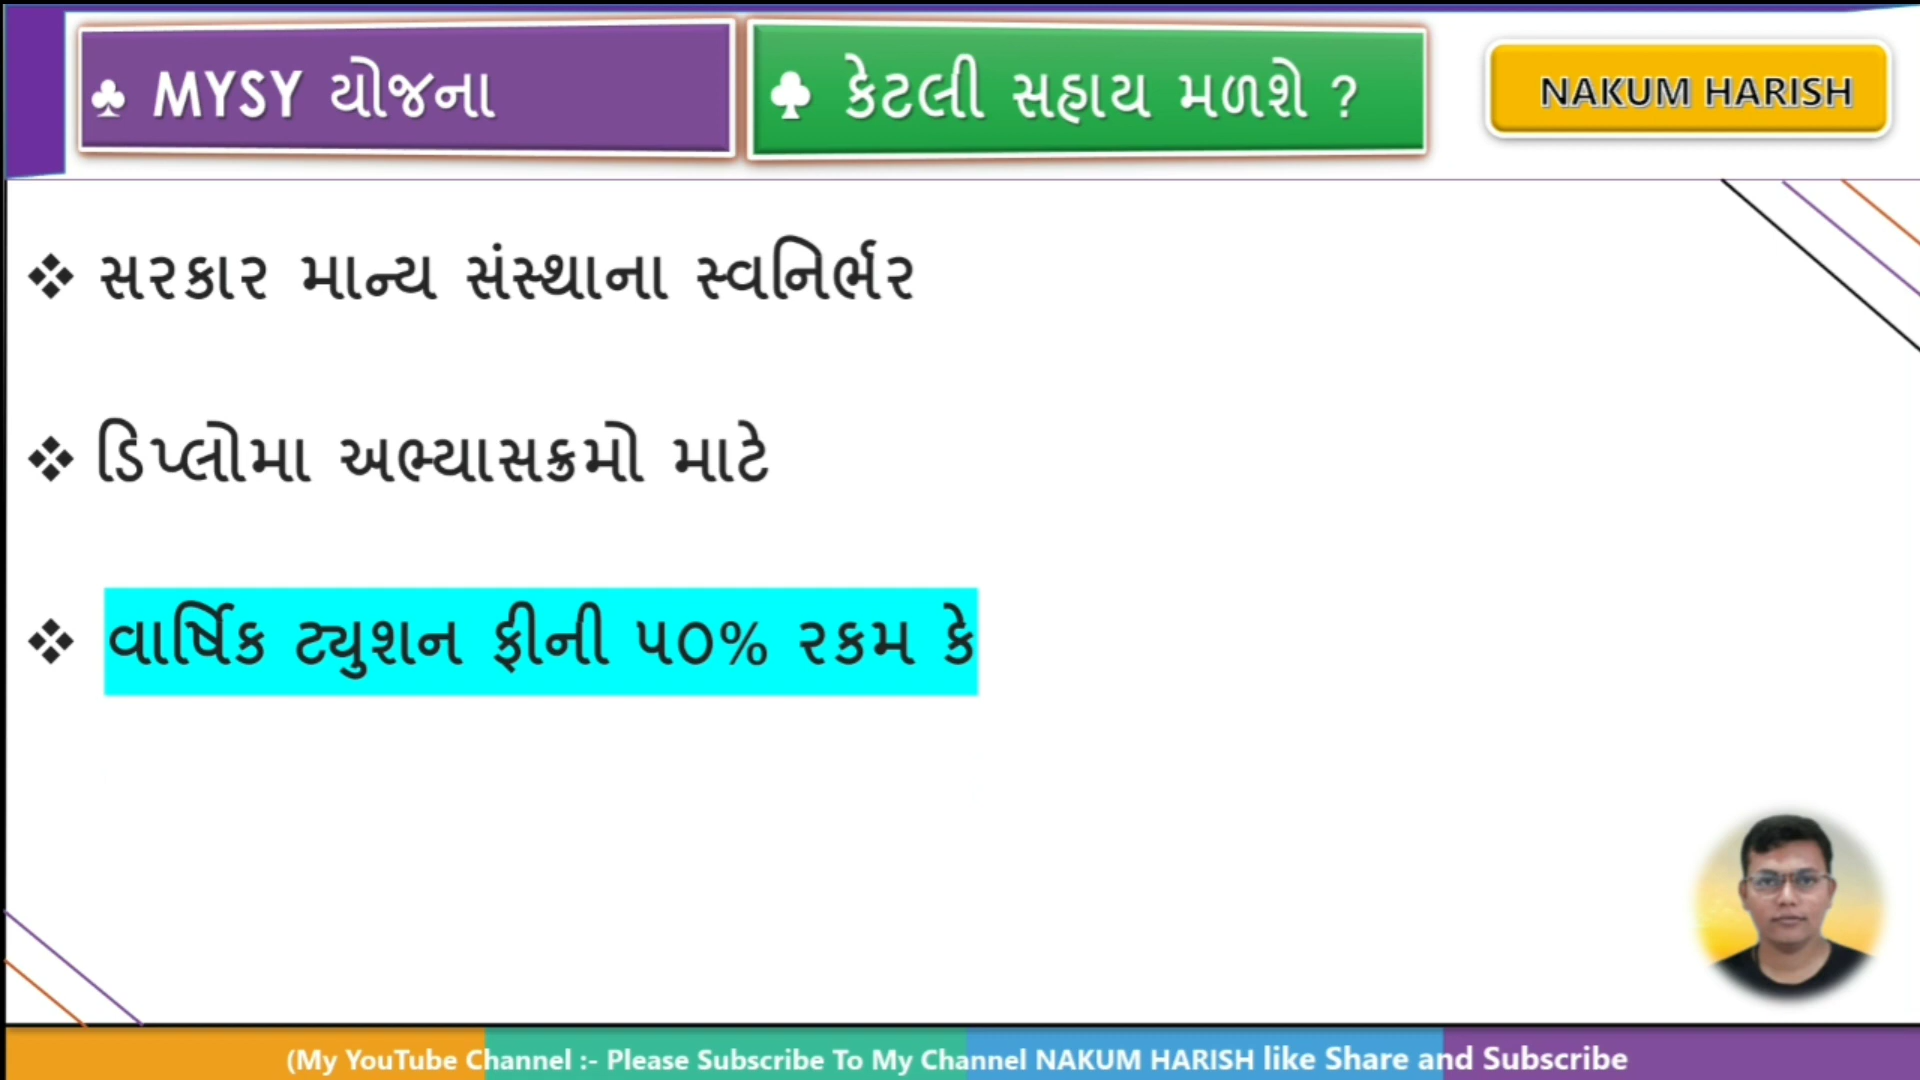 ♣ MYSY યોજના
♣ કેટલી સહાય મળશે ?
NAKUM HARISH
❖ સરકાર માન્ય સંસ્થાના સ્વનિર્ભર
❖ ડિપ્લોમા અભ્યાસક્રમો માટે
❖ વાર્ષિક ટ્યુશન ફીની ૫૦% રકમ કે
(My YouTube Channel :- Please Subscribe To My Channel NAKUM HARISH like Share and Subscribe